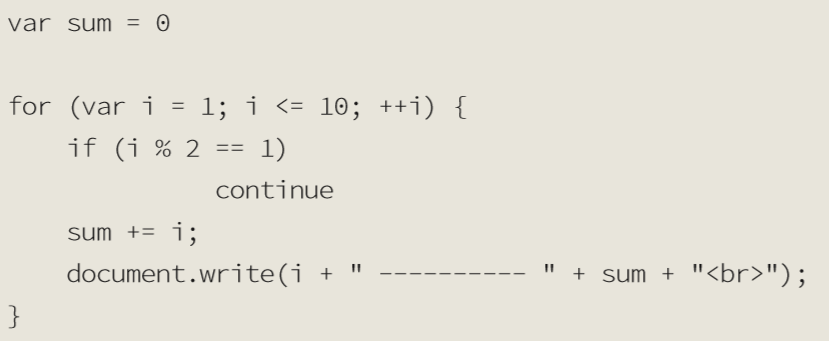 var sum = 0
for (var i = 1; i <= 10; ++i) {
if (i % 2 == 1)
continue
sum += i;
document.write(i + " ---------- " + sum + "<br>");
}